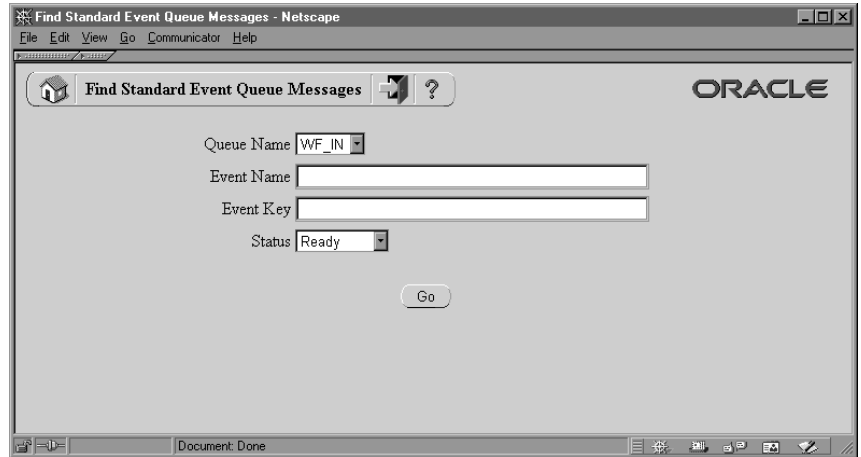 Find Standard Event Queue Messages - Netscape
File Edit View Go Communicator Help
Find Standard Event Queue Messages ?
ORACLE
Queue Name WF_IN
Event Name
Event Key
Status Ready
Go
Document: Done